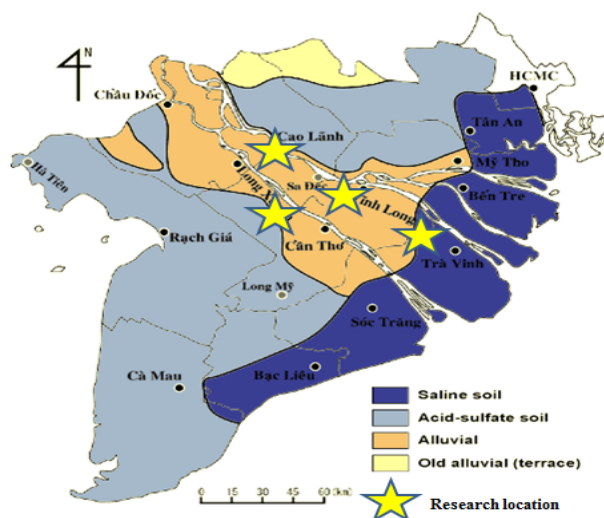 N
HCMC
Châu Đốc
Tân An
Cao Lãnh
Mỹ Tho
Hà Tiên
Long
Sa Đéc
Bến Tre
inh Long
Rạch Giá
Cần Thơ
Trà Vinh
Long Mỹ
Sóc Trăng
Cà Mau
Bạc Liêu
Saline soil
Acid-sulfate soil
Alluvial
Old alluvial (terrace)
0 15 30 45 60 (km)
Research location